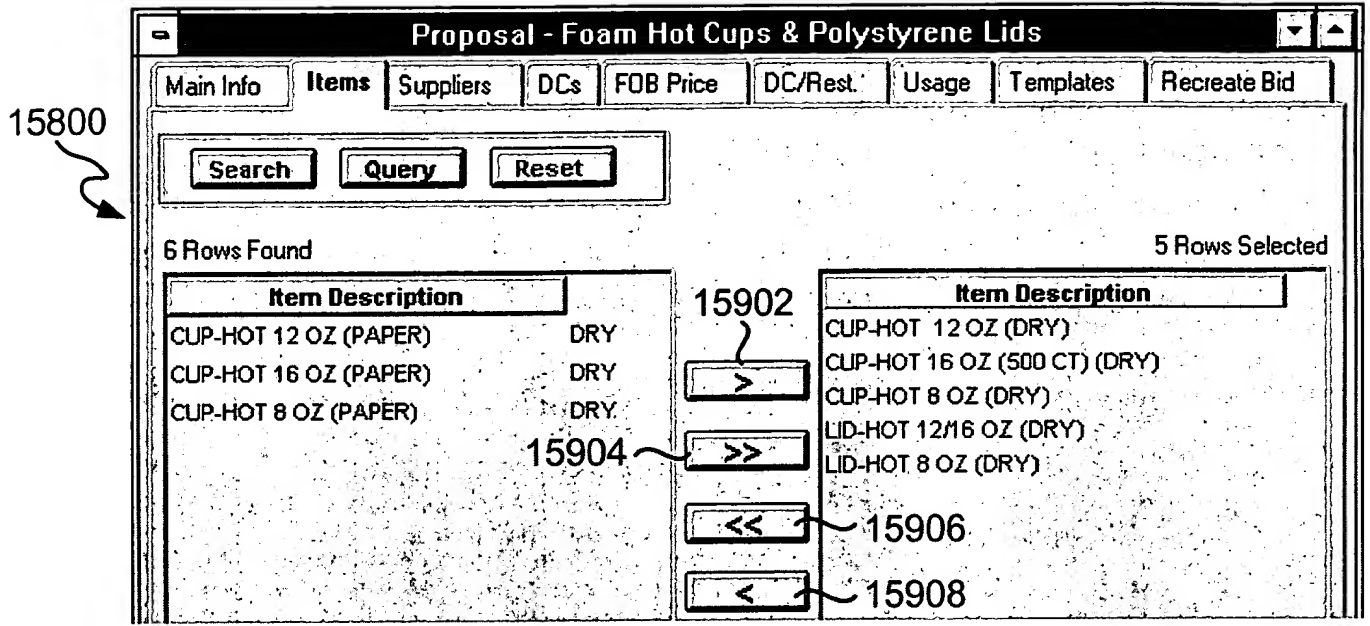 Proposal - Foam Hot Cups & Polystyrene Lids
Main Info Items Suppliers DCs FOB Price DC/Rest. Usage Templates Recreate Bid
15800
Search Query Reset
6 Rows Found 5 Rows Selected
Item Description 15902 Item Description
CUP-HOT 12 OZ (PAPER) DRY CUP-HOT 12 OZ (DRY)
CUP-HOT 16 OZ (PAPER) DRY > CUP-HOT 16 OZ (500 CT) (DRY)
CUP-HOT 8 OZ (PAPER) DRY CUP-HOT 8 OZ (DRY)
15904 >> LID-HOT 12/16 OZ (DRY)
LID-HOT 8 OZ (DRY)
<< 15906
< 15908